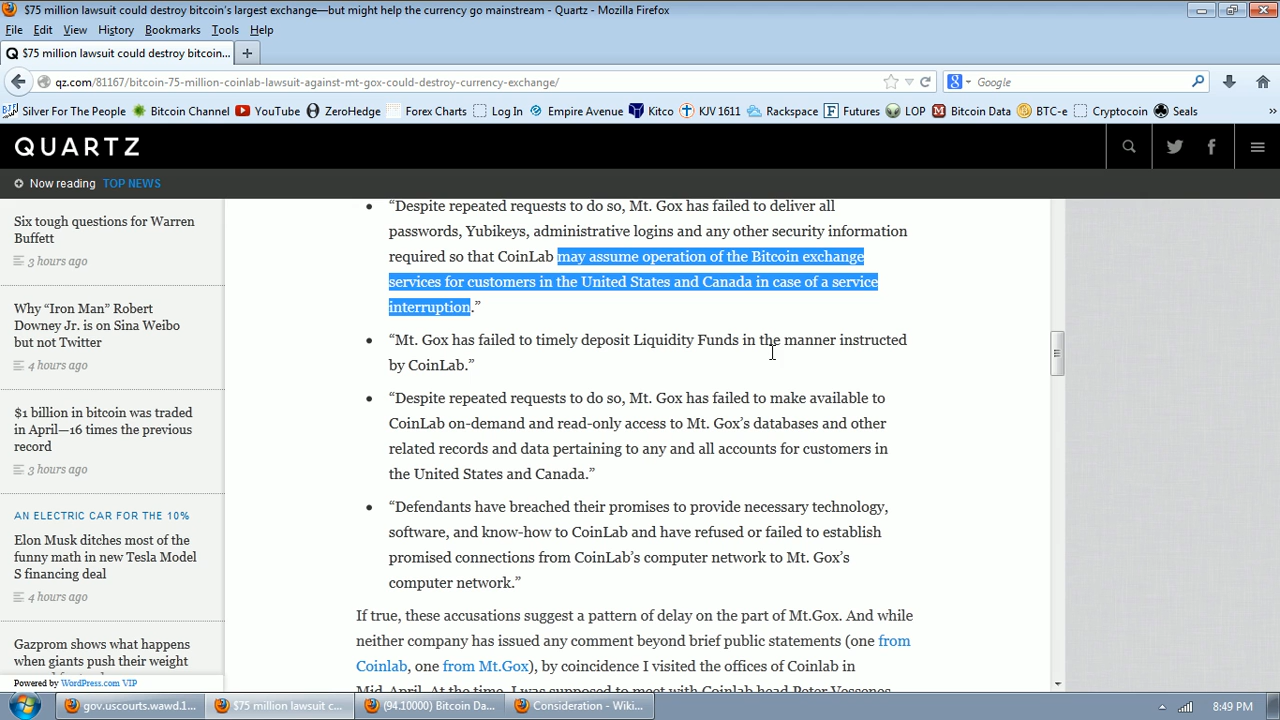 $75 million lawsuit could destroy bitcoin's largest exchange—but might help the currency go mainstream - Quartz - Mozilla Firefox
File Edit View History Bookmarks Tools Help
Q $75 million lawsuit could destroy bitcoin... +
qz.com/81167/bitcoin-75-million-coinlab-lawsuit-against-mt-gox-could-destroy-currency-exchange/ Google
Silver For The People Bitcoin Channel YouTube ZeroHedge Forex Charts Log In Empire Avenue Kitco KJV 1611 Rackspace Futures LOP Bitcoin Data BTC-e Cryptocoin Seals »
QUARTZ
Now reading TOP NEWS
Six tough questions for Warren
Buffett
3 hours ago
Why “Iron Man” Robert
Downey Jr. is on Sina Weibo
but not Twitter
4 hours ago
$1 billion in bitcoin was traded
in April—16 times the previous
record
3 hours ago
AN ELECTRIC CAR FOR THE 10%
Elon Musk ditches most of the
funny math in new Tesla Model
S financing deal
4 hours ago
Gazprom shows what happens
when giants push their weight
Powered by WordPress.com VIP
“Despite repeated requests to do so, Mt. Gox has failed to deliver all
passwords, Yubikeys, administrative logins and any other security information
required so that CoinLab may assume operation of the Bitcoin exchange
services for customers in the United States and Canada in case of a service
interruption.”
“Mt. Gox has failed to timely deposit Liquidity Funds in the manner instructed
by CoinLab.”
“Despite repeated requests to do so, Mt. Gox has failed to make available to
CoinLab on-demand and read-only access to Mt. Gox’s databases and other
related records and data pertaining to any and all accounts for customers in
the United States and Canada.”
“Defendants have breached their promises to provide necessary technology,
software, and know-how to CoinLab and have refused or failed to establish
promised connections from CoinLab’s computer network to Mt. Gox’s
computer network.”
If true, these accusations suggest a pattern of delay on the part of Mt.Gox. And while
neither company has issued any comment beyond brief public statements (one from
Coinlab, one from Mt.Gox), by coincidence I visited the offices of Coinlab in
Mid-April. At the time, I was supposed to meet with Coinlab head Peter Vessenes
gov.uscourts.wawd.1... $75 million lawsuit c... (94.10000) Bitcoin Da... Consideration - Wiki... 8:49 PM